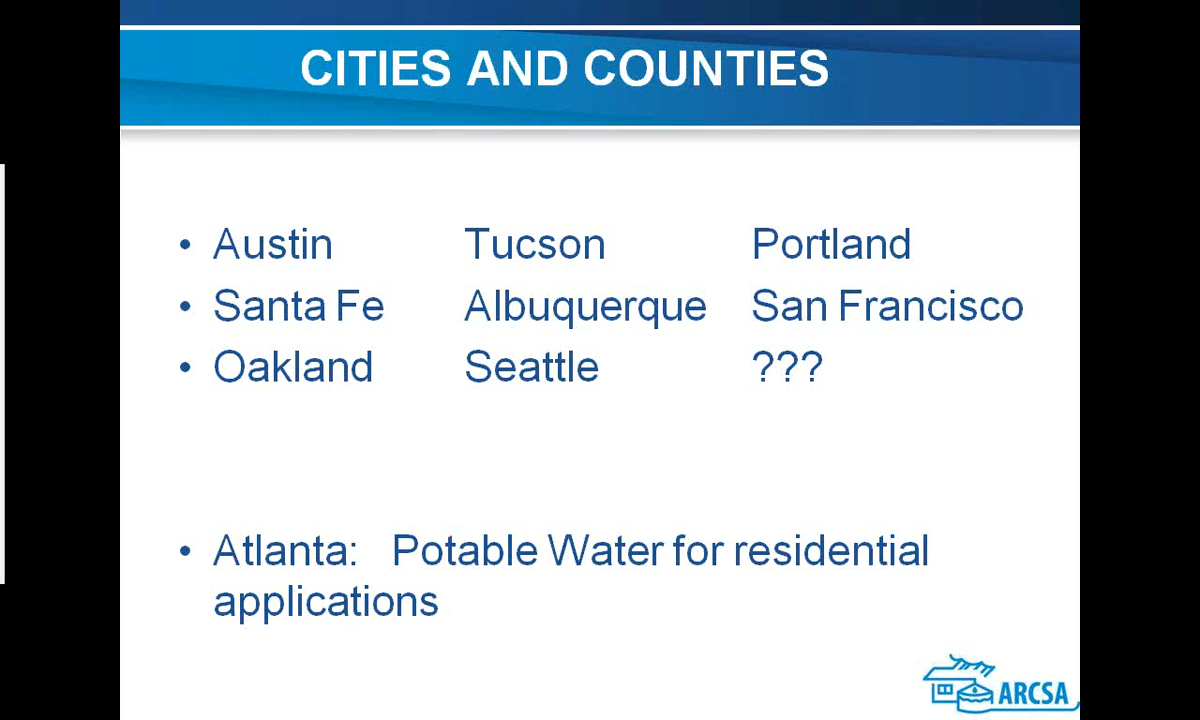 CITIES AND COUNTIES
• Austin Tucson Portland
• Santa Fe Albuquerque San Francisco
• Oakland Seattle ???
• Atlanta: Potable Water for residential
applications
ARCSA